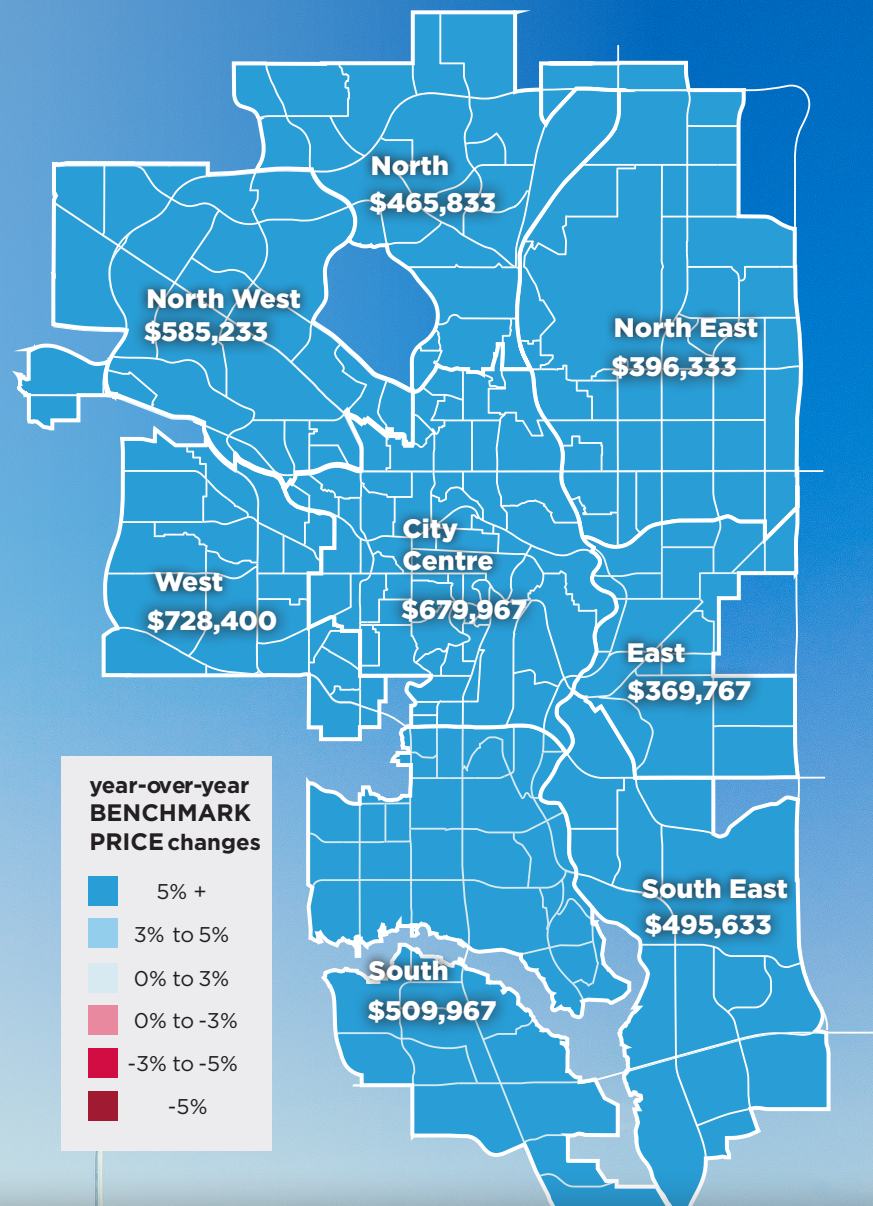 North
$465,833
North West
$585,233
North East
$396,333
City
Centre
$679,967
West
$728,400
East
$369,767
year-over-year
BENCHMARK
PRICE changes
5% +
3% to 5%
0% to 3%
0% to -3%
-3% to -5%
-5%
South East
$495,633
South
$509,967